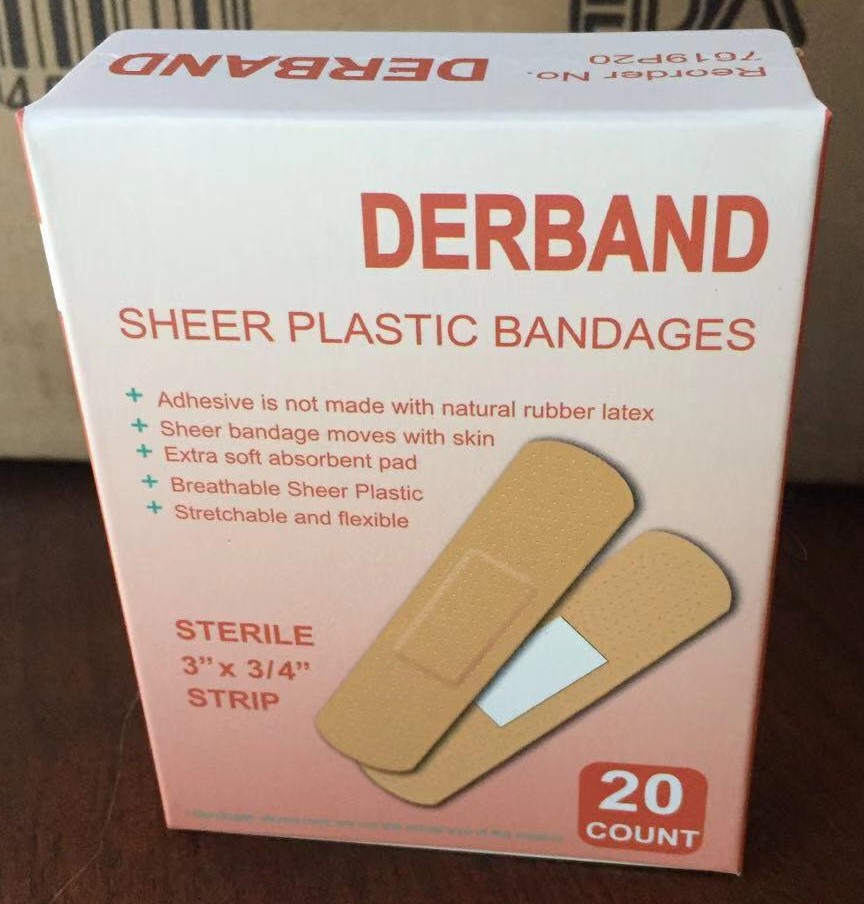 DERBAND
Reorder No.
7619P20
DERBAND
SHEER PLASTIC BANDAGES
+ Adhesive is not made with natural rubber latex
+ Sheer bandage moves with skin
+ Extra soft absorbent pad
+ Breathable Sheer Plastic
+ Stretchable and flexible
STERILE
3” x 3/4”
STRIP
20
COUNT